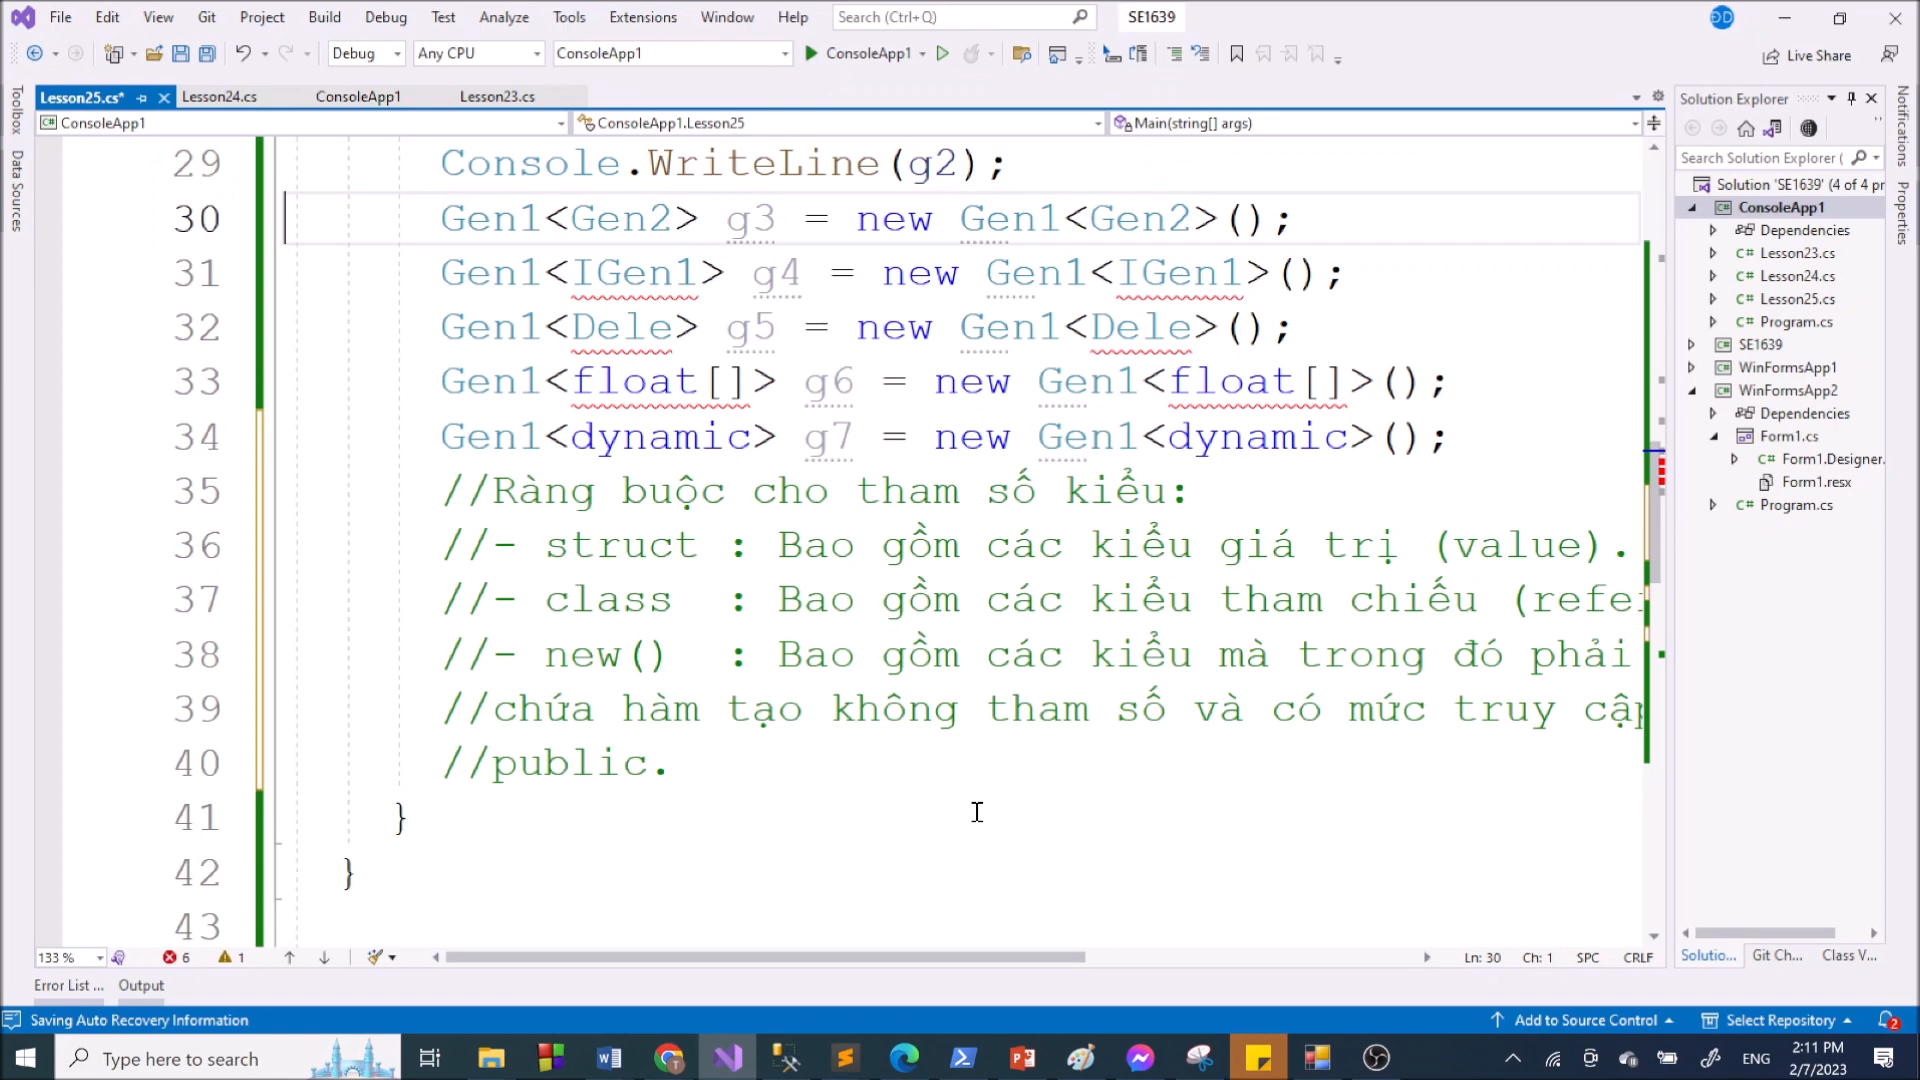 File Edit View Git Project Build Debug Test Analyze Tools Extensions Window Help Search (Ctrl+Q) SE1639 ĐD
Debug Any CPU ConsoleApp1 ConsoleApp1 Live Share
Toolbox
Data Sources
Lesson25.cs* Lesson24.cs ConsoleApp1 Lesson23.cs
C# ConsoleApp1 ConsoleApp1.Lesson25 Main(string[] args)
29 Console.WriteLine(g2);
30 Gen1<Gen2> g3 = new Gen1<Gen2>();
31 Gen1<IGen1> g4 = new Gen1<IGen1>();
32 Gen1<Dele> g5 = new Gen1<Dele>();
33 Gen1<float[]> g6 = new Gen1<float[]>();
34 Gen1<dynamic> g7 = new Gen1<dynamic>();
35 //Ràng buộc cho tham số kiểu:
36 //- struct : Bao gồm các kiểu giá trị (value).
37 //- class  : Bao gồm các kiểu tham chiếu (refe
38 //- new()  : Bao gồm các kiểu mà trong đó phải
39 //chứa hàm tạo không tham số và có mức truy cập
40 //public.
41 }
42 }
43
133 % 6 1 Ln: 30 Ch: 1 SPC CRLF
Error List ... Output
Solution Explorer
Search Solution Explorer (
Solution 'SE1639' (4 of 4 pr
C# ConsoleApp1
Dependencies
C# Lesson23.cs
C# Lesson24.cs
C# Lesson25.cs
C# Program.cs
C# SE1639
C# WinFormsApp1
C# WinFormsApp2
Dependencies
Form1.cs
C# Form1.Designer.
Form1.resx
C# Program.cs
Solutio... Git Ch... Class V...
Notifications
Properties
Saving Auto Recovery Information Add to Source Control Select Repository 2
Type here to search ENG 2:11 PM
2/7/2023